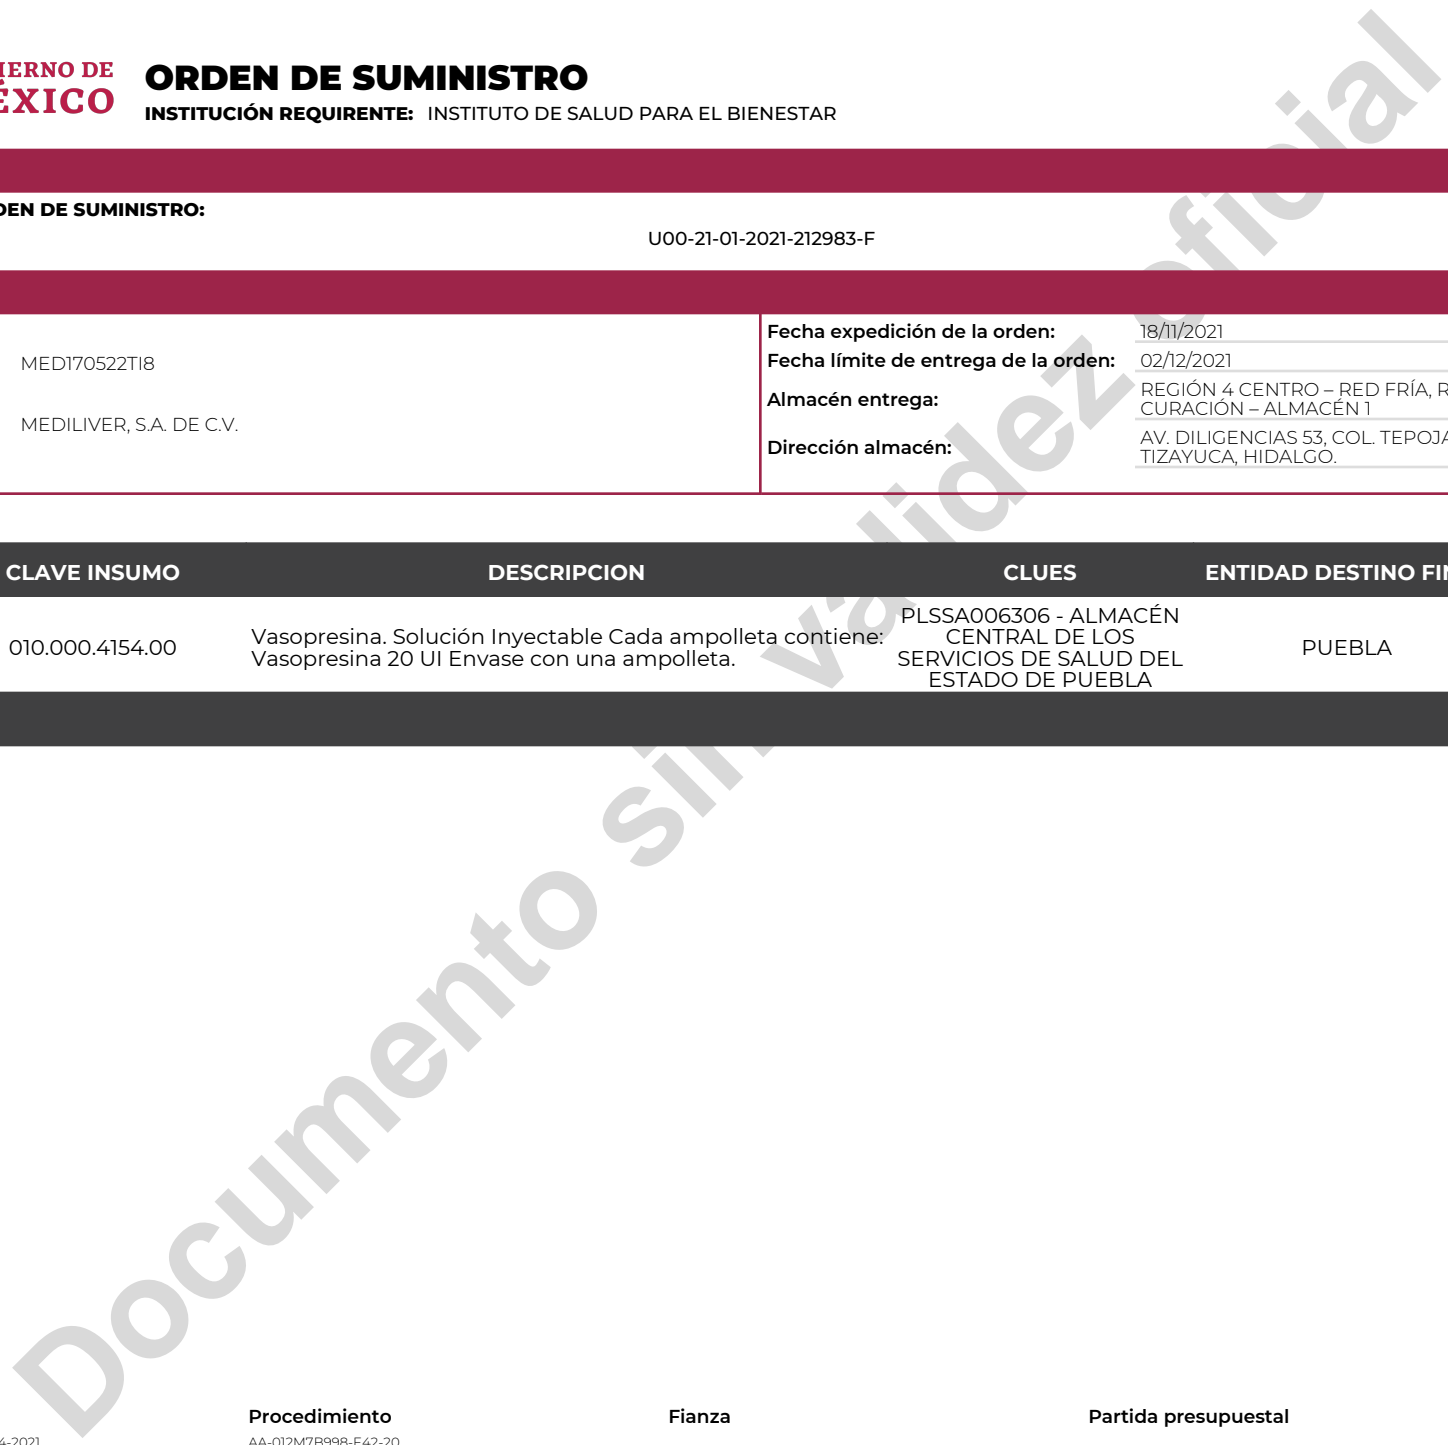 ORDEN DE SUMINISTRO
INSTITUCIÓN REQUIRENTE: INSTITUTO DE SALUD PARA EL BIENESTAR
DE
MÉXICO
DE SUMINISTRO:
U00-21-01-2021-212983-F
MED170522TI8
MEDILIVER, S.A. DE C.V.
Fecha expedición de la orden: 18/11/2021
Fecha límite de entrega de la orden: 02/12/2021
Almacén entrega: REGIÓN 4 CENTRO – RED FRÍA,
CURACIÓN – ALMACÉN 1
Dirección almacén: AV. DILIGENCIAS 53, COL.
TIZAYUCA, HIDALGO.
CLAVE INSUMO DESCRIPCION CLUES ENTIDAD DESTINO
010.000.4154.00
Vasopresina. Solución Inyectable Cada ampolleta contiene:
Vasopresina 20 UI Envase con una ampolleta.
PLSSA006306 - ALMACÉN
CENTRAL DE LOS
SERVICIOS DE SALUD DEL
ESTADO DE PUEBLA
PUEBLA
Documento sin validez oficial
Procedimiento Fianza Partida presupuestal
AA-012M7B998-E42-20